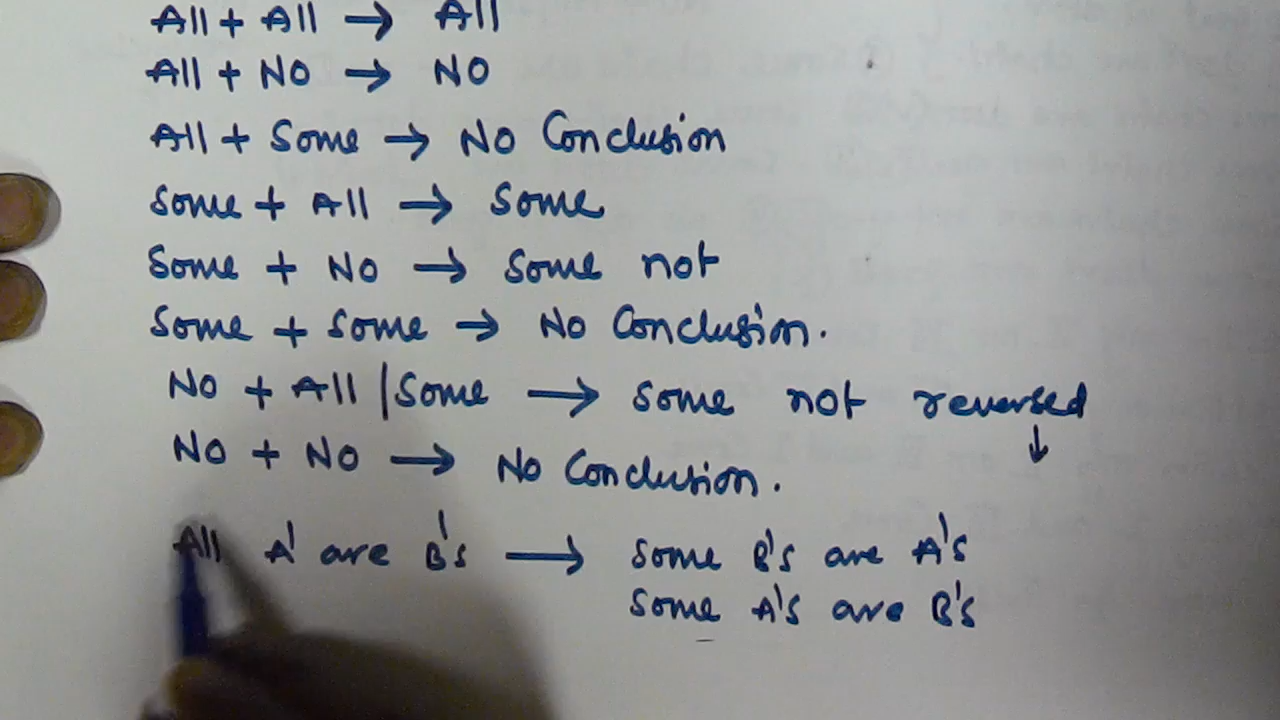 All + All → All
All + NO → NO
All + Some → No Conclusion
Some + All → Some
Some + No → Some not
Some + Some → No Conclusion.
No + All | Some → Some not reversed
↓
No + No → No Conclusion.
All A' are B's → Some B's are A's
Some A's are B's